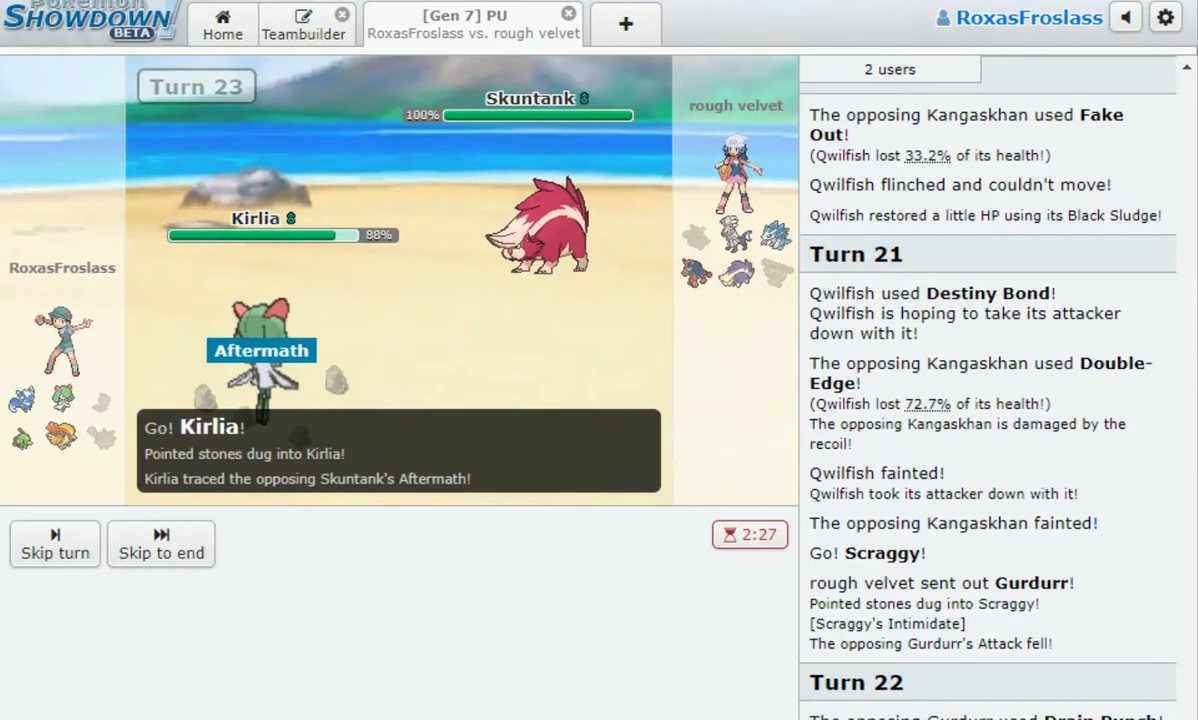 Pokémon
SHOWDOWN
BETA
Home
Teambuilder
[Gen 7] PU
RoxasFroslass vs. rough velvet
+
RoxasFroslass
Turn 23
Skuntank
100%
Kirlia
88%
RoxasFroslass
rough velvet
Aftermath
Go! Kirlia!
Pointed stones dug into Kirlia!
Kirlia traced the opposing Skuntank's Aftermath!
Skip turn
Skip to end
2:27
2 users
The opposing Kangaskhan used Fake
Out!
(Qwilfish lost 33.2% of its health!)
Qwilfish flinched and couldn't move!
Qwilfish restored a little HP using its Black Sludge!
Turn 21
Qwilfish used Destiny Bond!
Qwilfish is hoping to take its attacker
down with it!
The opposing Kangaskhan used Double-
Edge!
(Qwilfish lost 72.7% of its health!)
The opposing Kangaskhan is damaged by the
recoil!
Qwilfish fainted!
Qwilfish took its attacker down with it!
The opposing Kangaskhan fainted!
Go! Scraggy!
rough velvet sent out Gurdurr!
Pointed stones dug into Scraggy!
[Scraggy's Intimidate]
The opposing Gurdurr's Attack fell!
Turn 22
The opposing Gurdurr used Drain Punch!